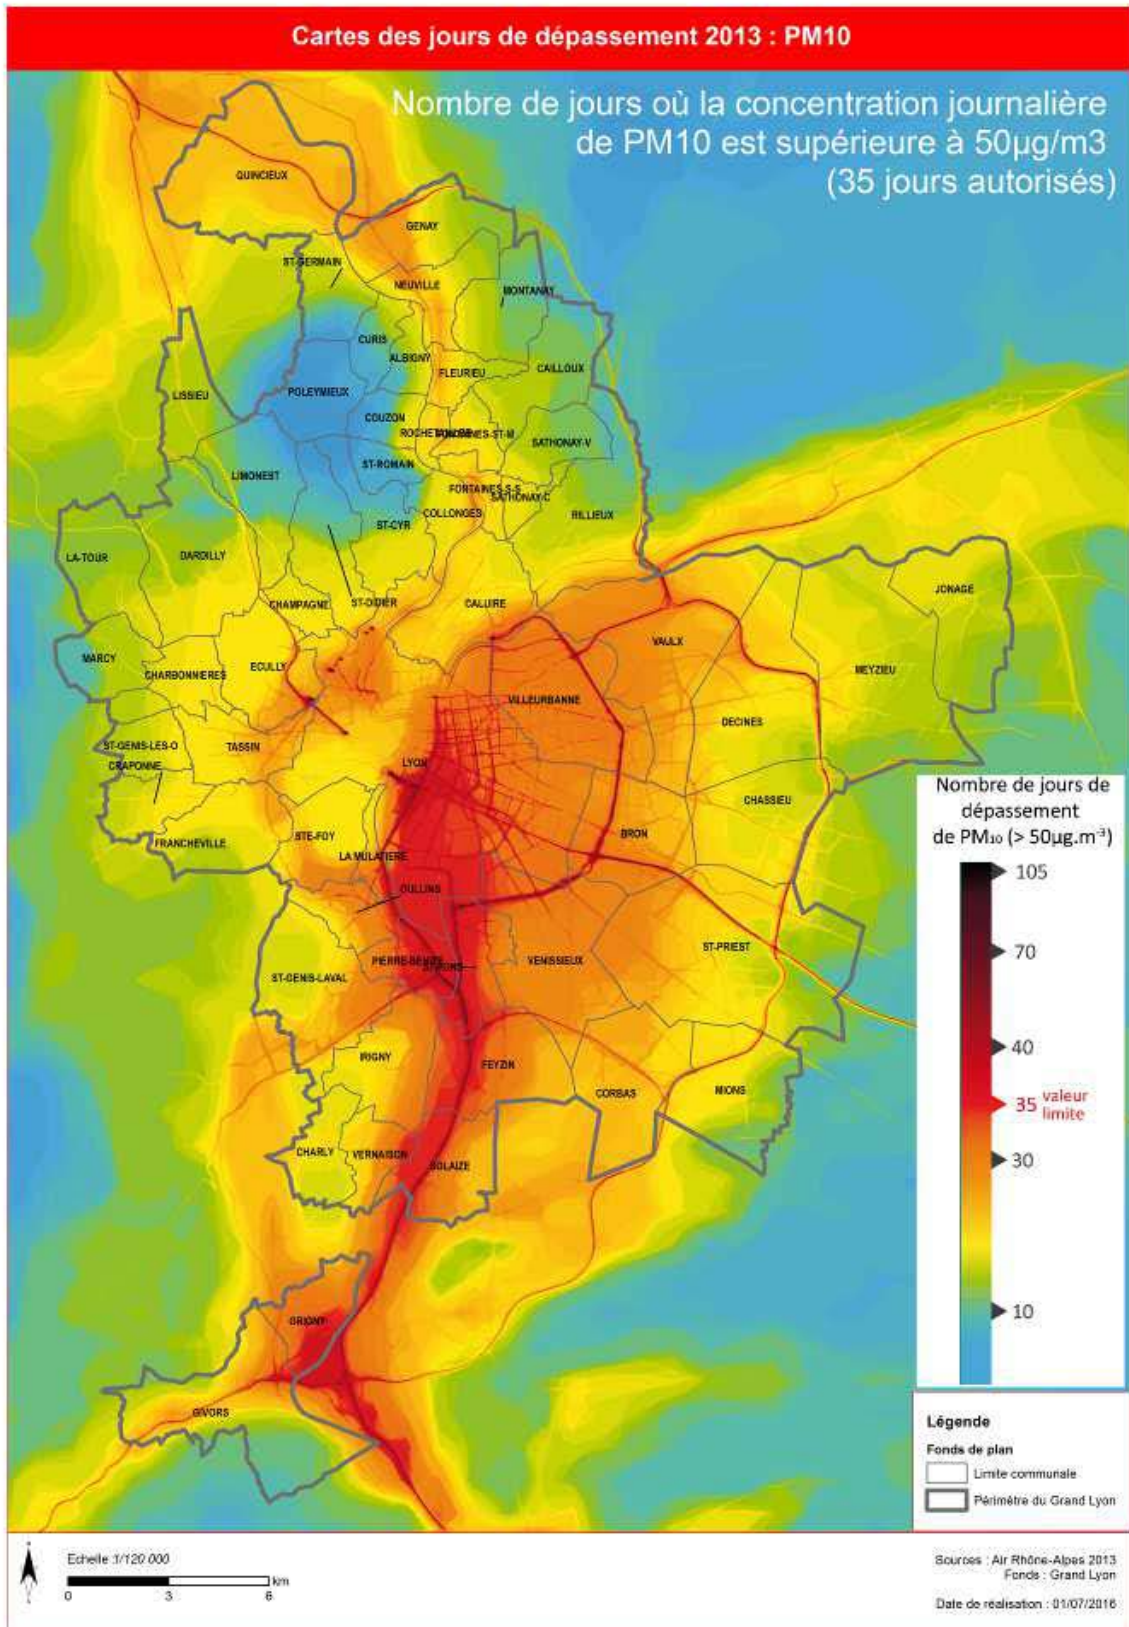 Cartes des jours de dépassement 2013 : PM10
Nombre de jours où la concentration journalière
de PM10 est supérieure à 50µg/m3
(35 jours autorisés)
QUINCIEUX
GENAY
ST-GERMAIN
NEUVILLE
MONTANAY
CURIS
ALBIGNY
FLEURIEU
CAILLOUX
LISSIEU
POLEYMIEUX
COUZON
SATHONAY-V
ST-ROMAIN
LIMONEST
FONTAINES-S-S
SATHONAY-C
COLLONGES
RILLIEUX
ST-CYR
LA-TOUR
DARDILLY
JONAGE
CHAMPAGNE
ST-DIDIER
CALUIRE
VAULX
MARCY
ECULLY
MEYZIEU
CHARBONNIERES
VILLEURBANNE
DECINES
ST-GENIS-LES-O
TASSIN
LYON
CRAPONNE
CHASSIEU
STE-FOY
BRON
FRANCHEVILLE
LA MULATIERE
OULLINS
ST-PRIEST
PIERRE-BENITE
VENISSIEUX
ST-GENIS-LAVAL
IRIGNY
FEYZIN
CORBAS
MIONS
CHARLY
VERNAISON
SOLAIZE
GRIGNY
GIVORS
Nombre de jours de
dépassement
de PM10 (> 50µg.m-3)
105
70
40
35 valeur
limite
30
10
Légende
Fonds de plan
Limite communale
Périmètre du Grand Lyon
Echelle 1/120 000
km
0 3 6
Sources : Air Rhône-Alpes 2013
Fonds : Grand Lyon
Date de réalisation : 01/07/2016